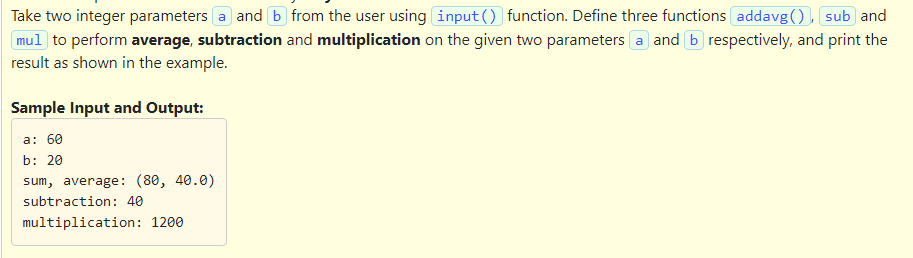 Take two integer parameters a and b from the user using input() function. Define three functions addavg(), sub and
mul to perform average, subtraction and multiplication on the given two parameters a and b respectively, and print the
result as shown in the example.
Sample Input and Output:
a: 60
b: 20
sum, average: (80, 40.0)
subtraction: 40
multiplication: 1200